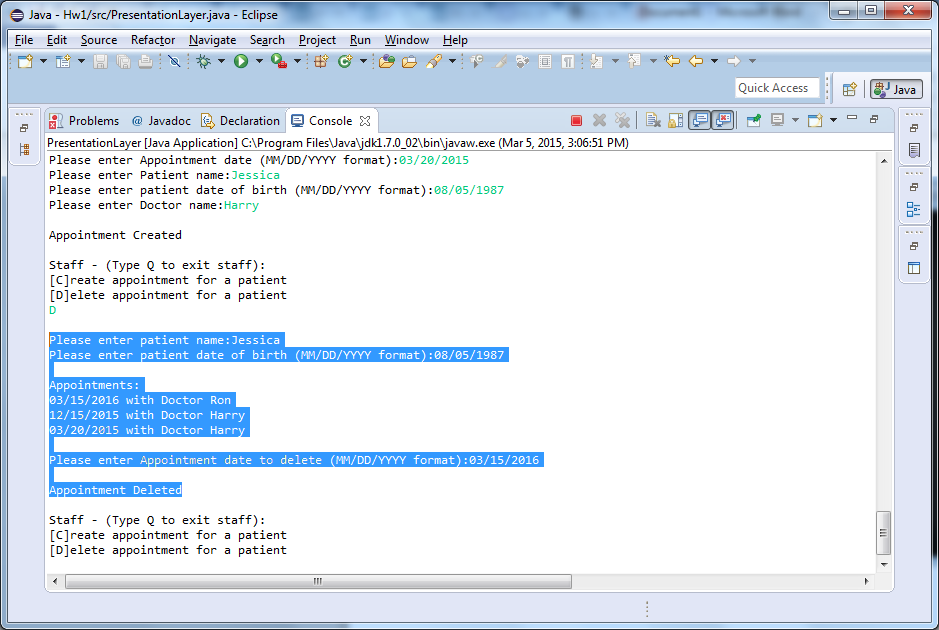 Java - Hw1/src/PresentationLayer.java - Eclipse
File Edit Source Refactor Navigate Search Project Run Window Help
Quick Access
Java
Problems @ Javadoc Declaration Console
PresentationLayer [Java Application] C:\Program Files\Java\jdk1.7.0_02\bin\javaw.exe (Mar 5, 2015, 3:06:51 PM)
Please enter Appointment date (MM/DD/YYYY format):03/20/2015
Please enter Patient name:Jessica
Please enter patient date of birth (MM/DD/YYYY format):08/05/1987
Please enter Doctor name:Harry
Appointment Created
Staff - (Type Q to exit staff):
[C]reate appointment for a patient
[D]elete appointment for a patient
D
Please enter patient name:Jessica
Please enter patient date of birth (MM/DD/YYYY format):08/05/1987
Appointments:
03/15/2016 with Doctor Ron
12/15/2015 with Doctor Harry
03/20/2015 with Doctor Harry
Please enter Appointment date to delete (MM/DD/YYYY format):03/15/2016
Appointment Deleted
Staff - (Type Q to exit staff):
[C]reate appointment for a patient
[D]elete appointment for a patient